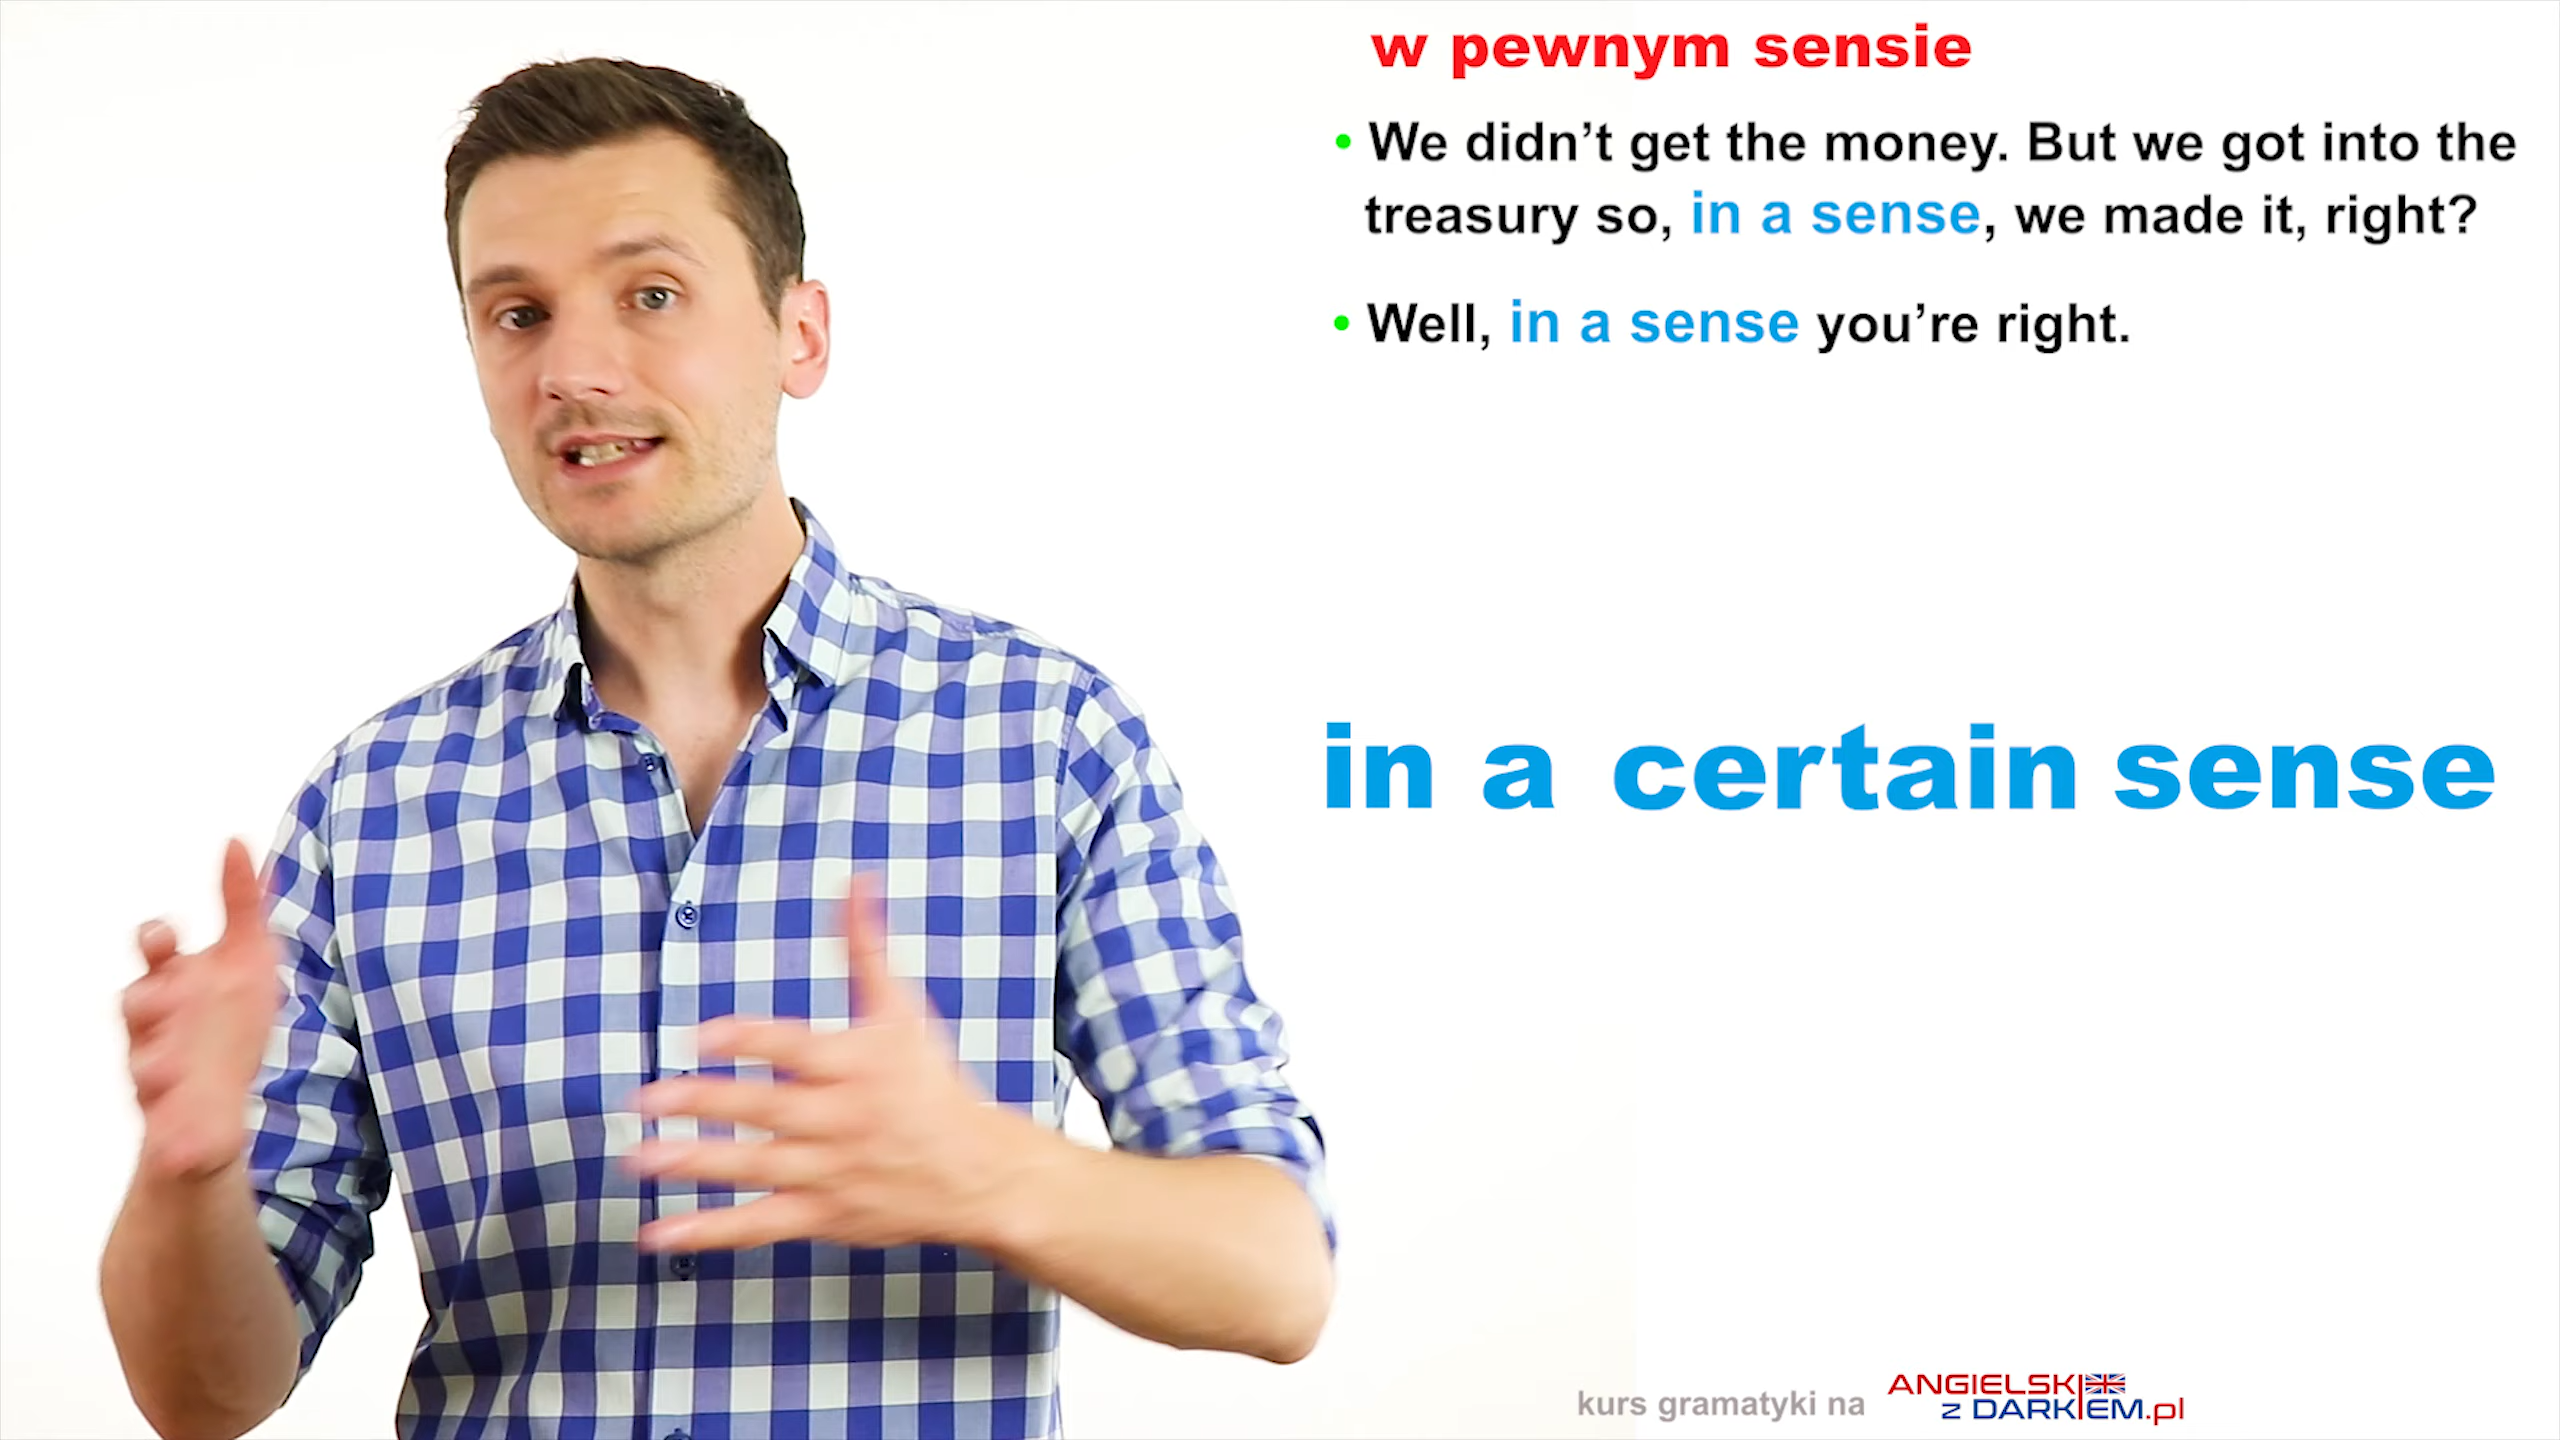 w pewnym sensie
• We didn’t get the money. But we got into the
treasury so, in a sense, we made it, right?
• Well, in a sense you’re right.
in a certain sense
kurs gramatyki na
ANGIELSKI
z DARKIEM.pl